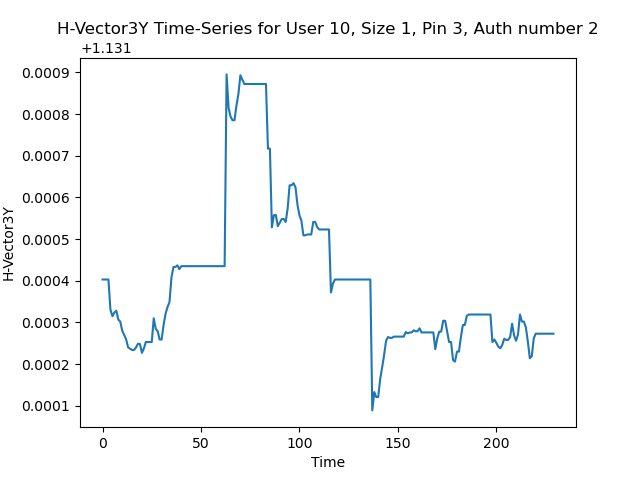 H-Vector3Y Time-Series for User 10, Size 1, Pin 3, Auth number 2
+1.131
0.0009
0.0008
0.0007
0.0006
0.0005
0.0004
0.0003
0.0002
0.0001
H-Vector3Y
0 50 100 150 200
Time